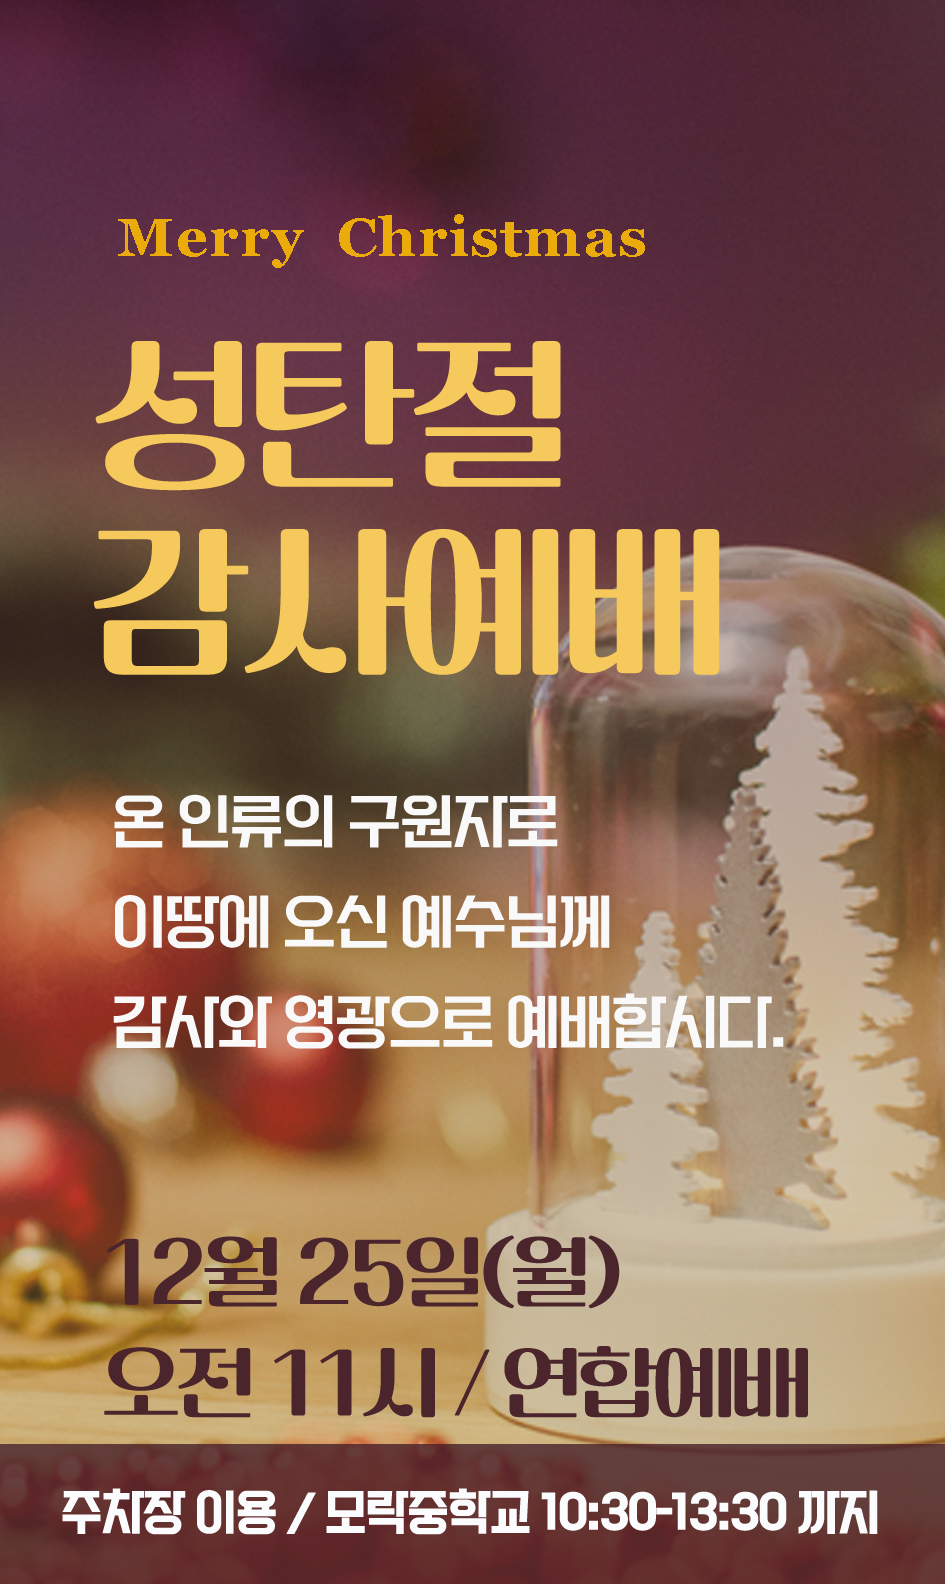 Merry Christmas
성탄절
감사예배
온 인류의 구원자로
이땅에 오신 예수님께
감사와 영광으로 예배합시다.
12월 25일(월)
오전 11시 / 연합예배
주차장 이용 / 모락중학교 10:30-13:30 까지